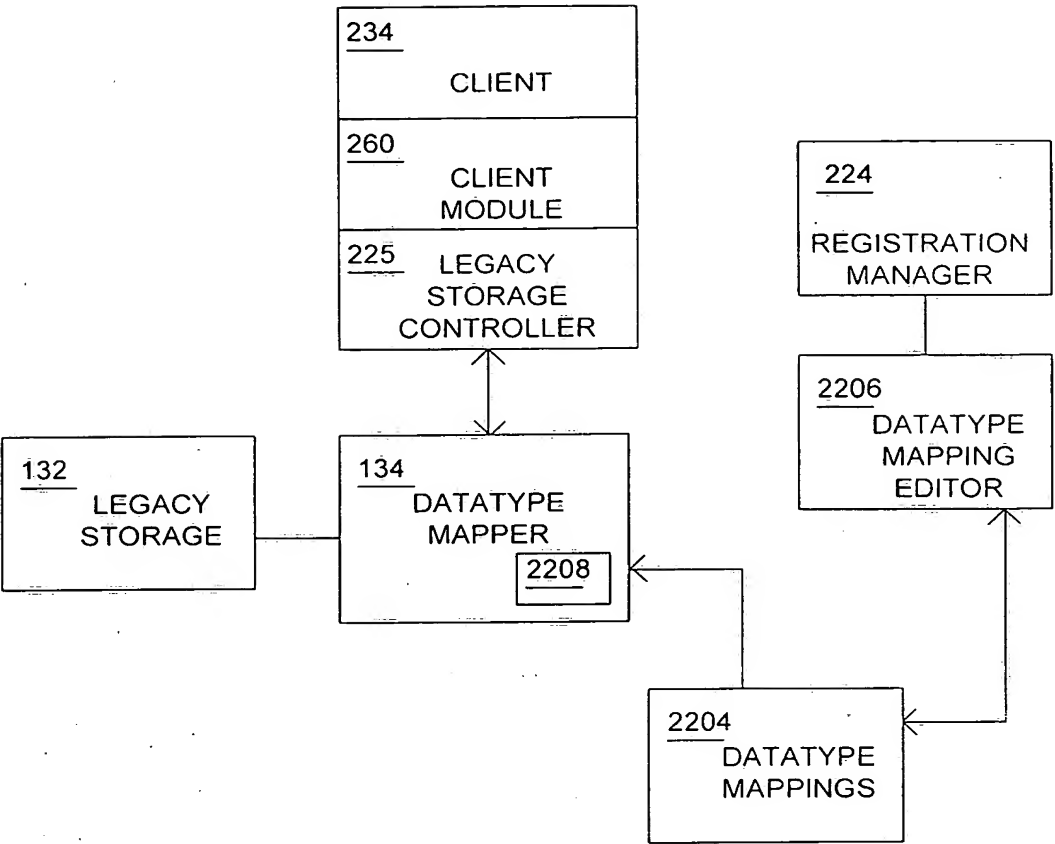 234
CLIENT
260
CLIENT
MODULE
225
LEGACY
STORAGE
CONTROLLER
224
REGISTRATION
MANAGER
2206
DATATYPE
MAPPING
EDITOR
132
LEGACY
STORAGE
134
DATATYPE
MAPPER
2208
2204
DATATYPE
MAPPINGS